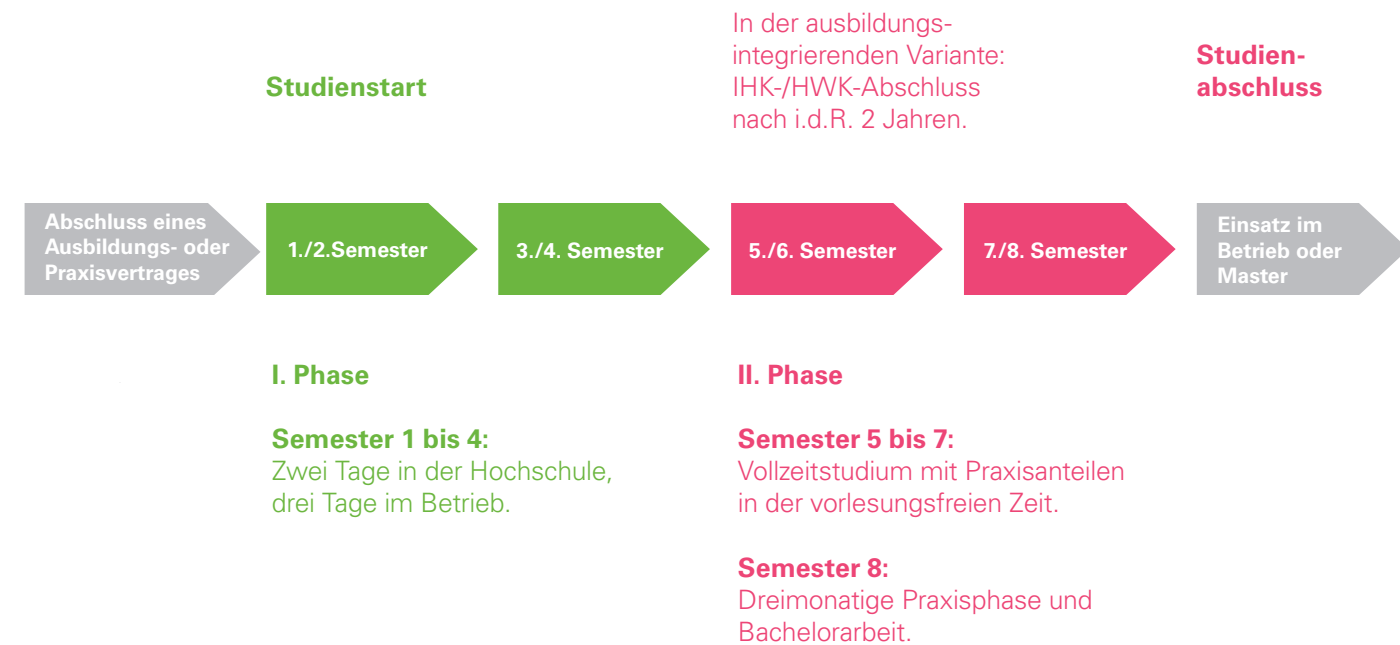 In der ausbildungs-
integrierenden Variante:
IHK-/HWK-Abschluss
nach i.d.R. 2 Jahren.
Studienstart
Studien-
abschluss
Abschluss eines
Ausbildungs- oder
Praxisvertrages
1./2.Semester
3./4. Semester
5./6. Semester
7./8. Semester
Einsatz im
Betrieb oder
Master
I. Phase
Semester 1 bis 4:
Zwei Tage in der Hochschule,
drei Tage im Betrieb.
II. Phase
Semester 5 bis 7:
Vollzeitstudium mit Praxisanteilen
in der vorlesungsfreien Zeit.
Semester 8:
Dreimonatige Praxisphase und
Bachelorarbeit.